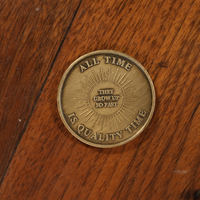 ALL TIME
THEY
GROW UP
SO FAST
IS QUALITY TIME